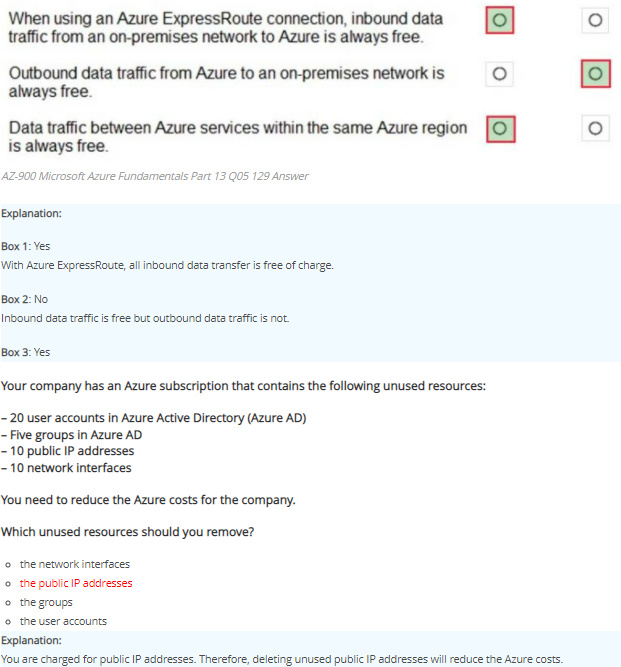 When using an Azure ExpressRoute connection, inbound data
traffic from an on-premises network to Azure is always free.
Outbound data traffic from Azure to an on-premises network is
always free.
Data traffic between Azure services within the same Azure region
is always free.
AZ-900 Microsoft Azure Fundamentals Part 13 Q05 129 Answer
Explanation:
Box 1: Yes
With Azure ExpressRoute, all inbound data transfer is free of charge.
Box 2: No
Inbound data traffic is free but outbound data traffic is not.
Box 3: Yes
Your company has an Azure subscription that contains the following unused resources:
– 20 user accounts in Azure Active Directory (Azure AD)
– Five groups in Azure AD
– 10 public IP addresses
– 10 network interfaces
You need to reduce the Azure costs for the company.
Which unused resources should you remove?
the network interfaces
the public IP addresses
the groups
the user accounts
Explanation:
You are charged for public IP addresses. Therefore, deleting unused public IP addresses will reduce the Azure costs.